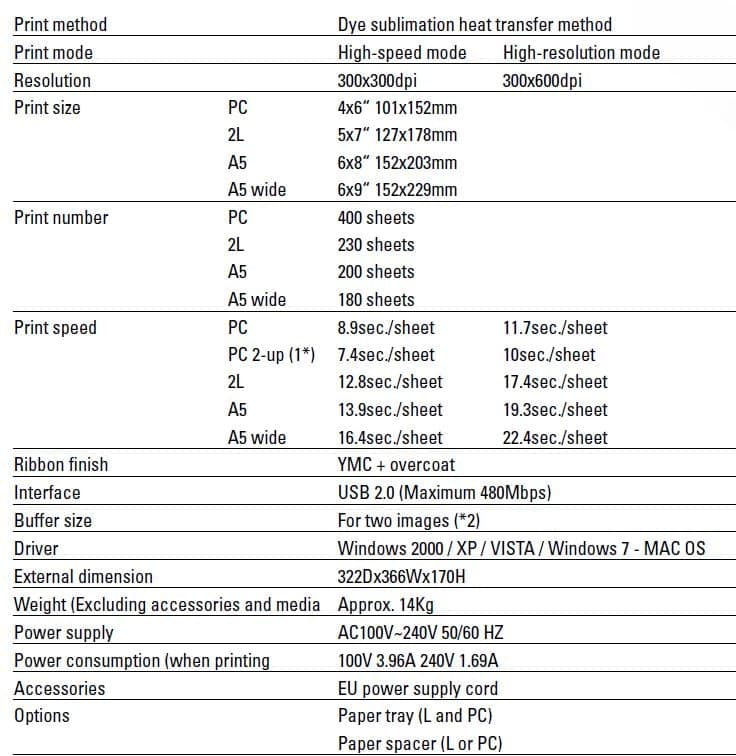 Print method Dye sublimation heat transfer method
Print mode High-speed mode High-resolution mode
Resolution 300x300dpi 300x600dpi
Print size PC 4x6“ 101x152mm
2L 5x7“ 127x178mm
A5 6x8“ 152x203mm
A5 wide 6x9“ 152x229mm
Print number PC 400 sheets
2L 230 sheets
A5 200 sheets
A5 wide 180 sheets
Print speed PC 8.9sec./sheet 11.7sec./sheet
PC 2-up (1*) 7.4sec./sheet 10sec./sheet
2L 12.8sec./sheet 17.4sec./sheet
A5 13.9sec./sheet 19.3sec./sheet
A5 wide 16.4sec./sheet 22.4sec./sheet
Ribbon finish YMC + overcoat
Interface USB 2.0 (Maximum 480Mbps)
Buffer size For two images (*2)
Driver Windows 2000 / XP / VISTA / Windows 7 - MAC OS
External dimension 322Dx366Wx170H
Weight (Excluding accessories and media Approx. 14Kg
Power supply AC100V~240V 50/60 HZ
Power consumption (when printing 100V 3.96A 240V 1.69A
Accessories EU power supply cord
Options Paper tray (L and PC)
Paper spacer (L or PC)